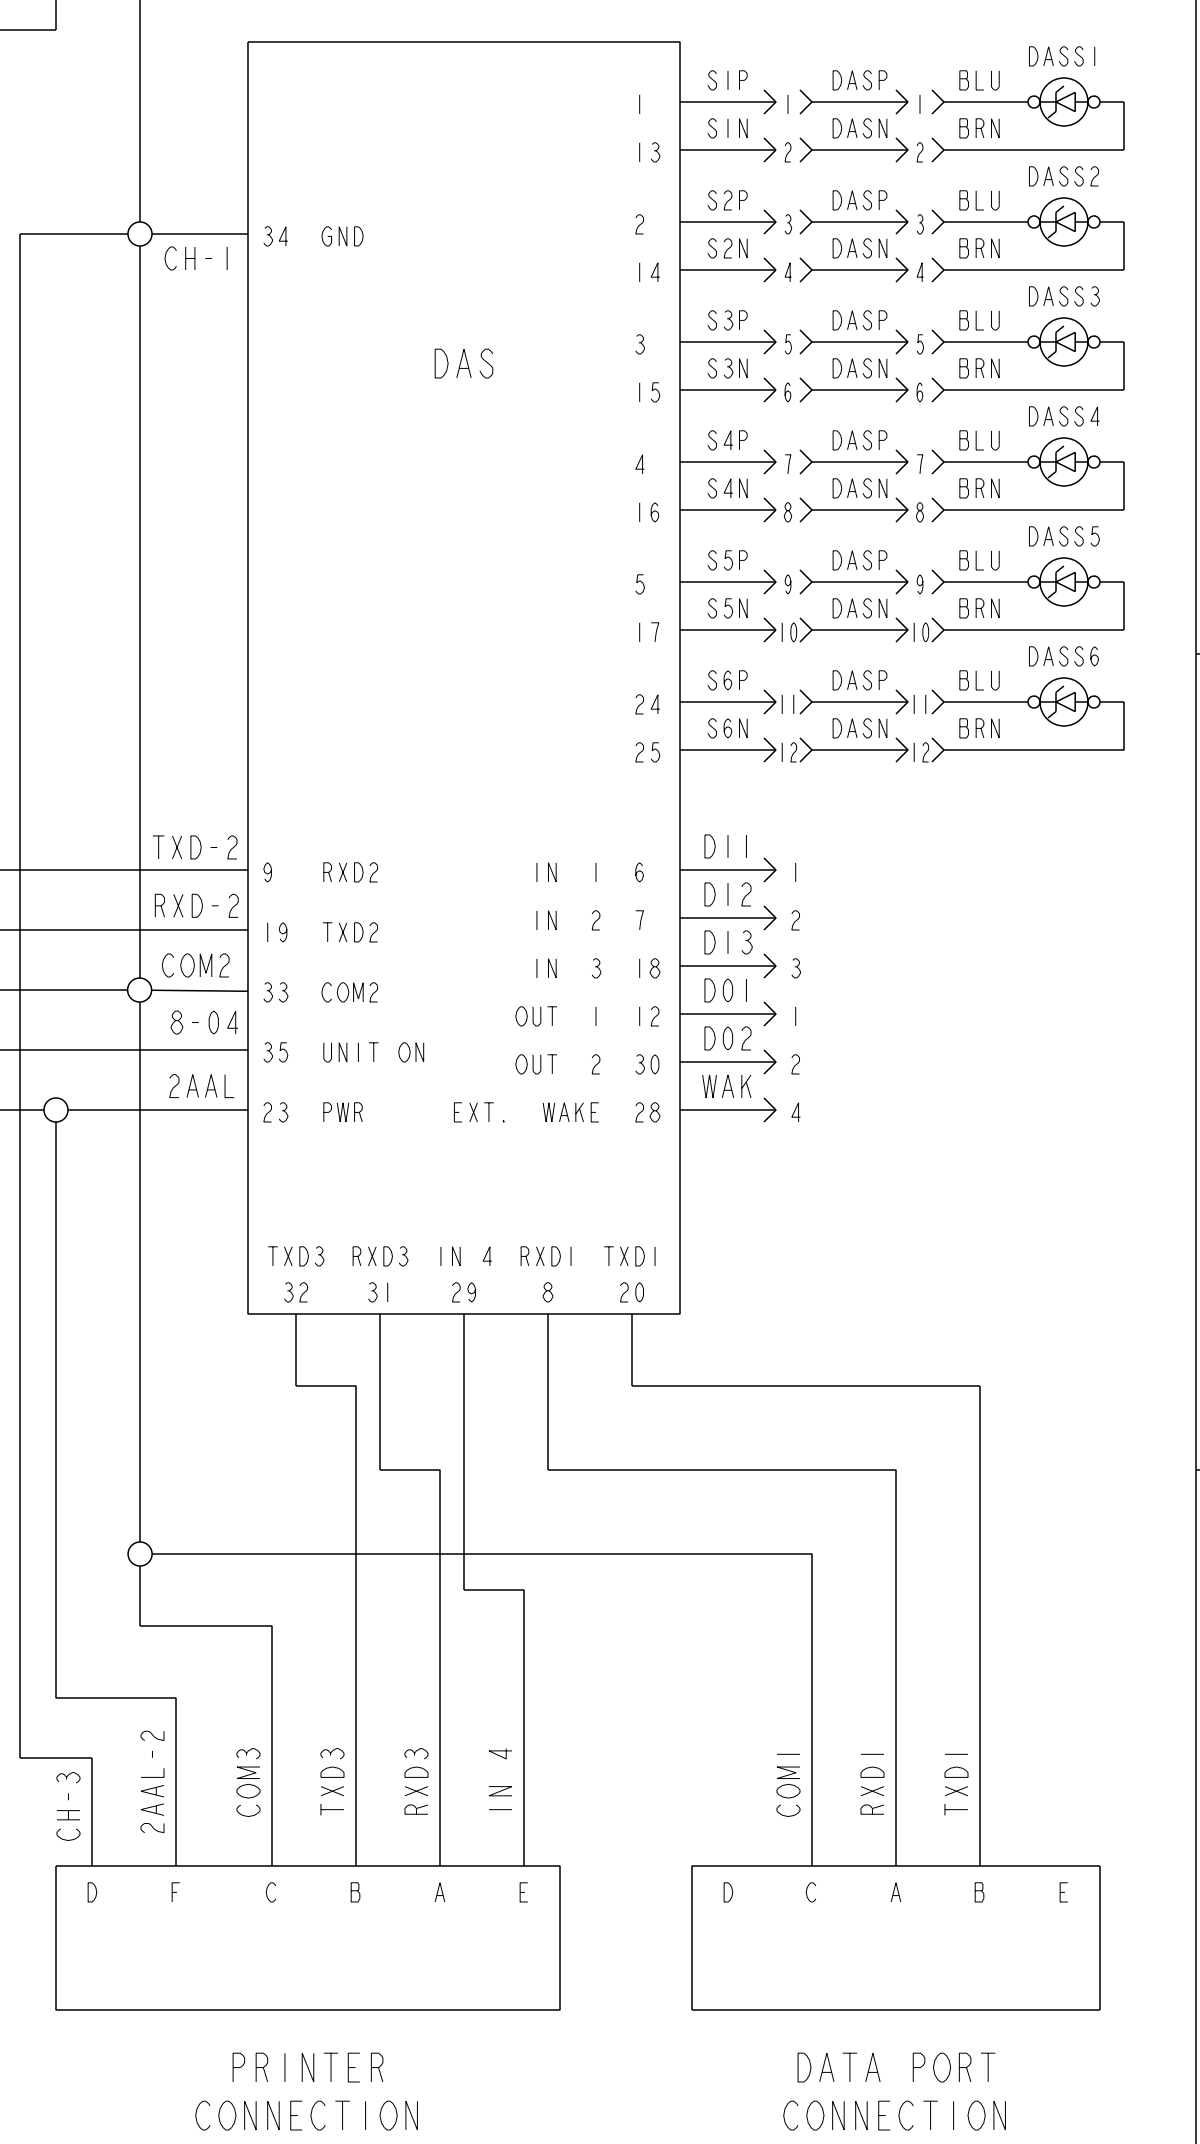 DASS1
1 S1P 1 DASP 1 BLU
13 S1N 2 DASN 2 BRN
DASS2
2 S2P 3 DASP 3 BLU
14 S2N 4 DASN 4 BRN
34 GND
CH-1
DASS3
3 S3P 5 DASP 5 BLU
15 S3N 6 DASN 6 BRN
DAS
DASS4
4 S4P 7 DASP 7 BLU
16 S4N 8 DASN 8 BRN
DASS5
5 S5P 9 DASP 9 BLU
17 S5N 10 DASN 10 BRN
DASS6
24 S6P 11 DASP 11 BLU
25 S6N 12 DASN 12 BRN
TXD-2 9 RXD2
RXD-2 19 TXD2
COM2 33 COM2
8-04 35 UNIT ON
2AAL 23 PWR
IN 1 6 DI1 1
IN 2 7 DI2 2
IN 3 18 DI3 3
OUT 1 12 DO1 1
OUT 2 30 DO2 2
EXT. WAKE 28 WAK 4
TXD3 RXD3 IN 4 RXD1 TXD1
32 31 29 8 20
CH-3 2AAL-2 COM3 TXD3 RXD3 IN 4
D F C B A E
PRINTER
CONNECTION
COM1 RXD1 TXD1
D C A B E
DATA PORT
CONNECTION